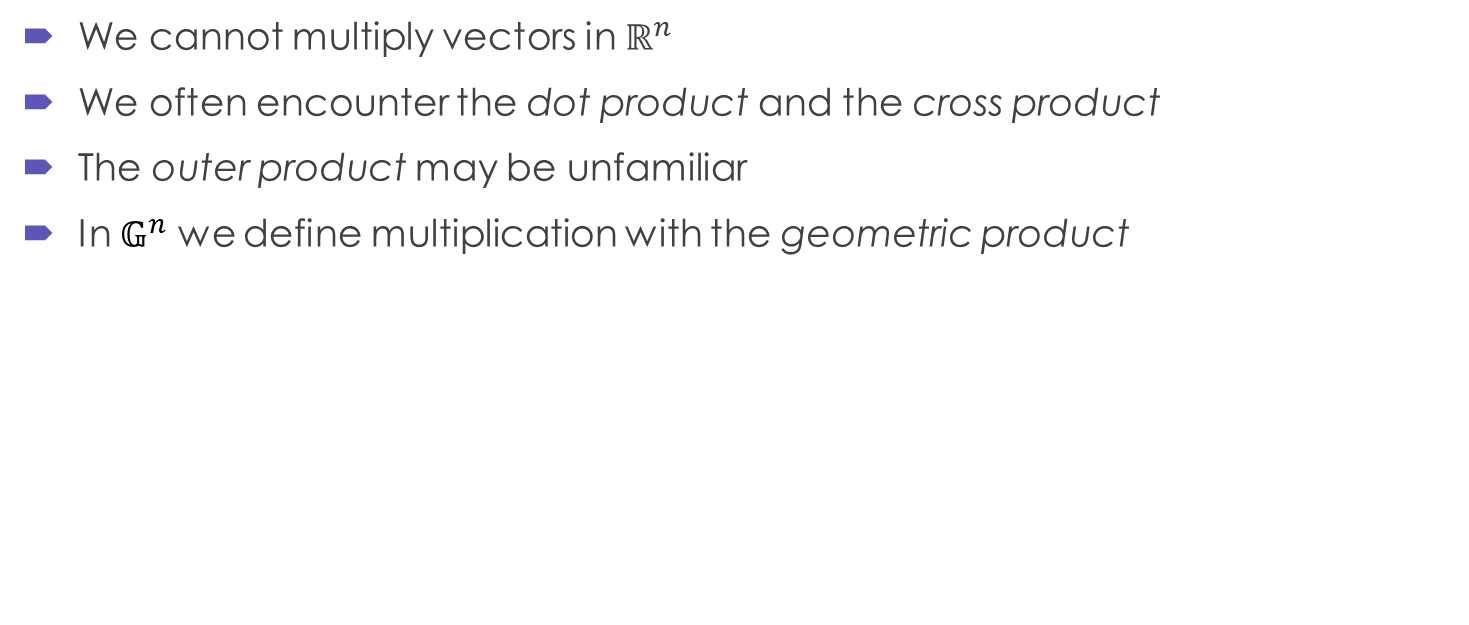 We cannot multiply vectors in ℝⁿ
We often encounter the dot product and the cross product
The outer product may be unfamiliar
In 𝔾ⁿ we define multiplication with the geometric product